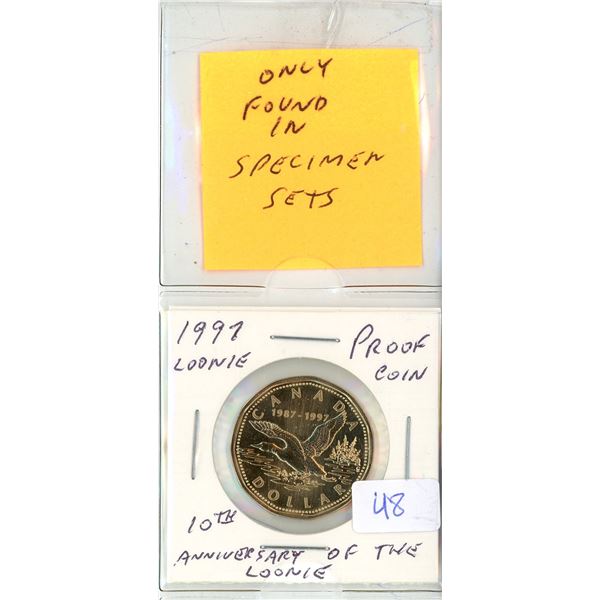 ONLY
FOUND
IN
SPECIMEN
SETS
1997
LOONIE
PROOF
COIN
CANADA
1987-1997
DOLLAR
48
10TH
ANNIVERSARY OF THE
LOONIE